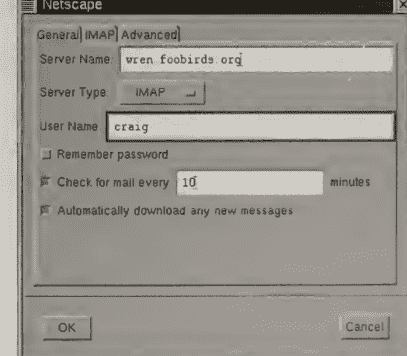 Netscape
General IMAP Advanced
Server Name: wren.foobirds.org
Server Type: IMAP
User Name: craig
Remember password
Check for mail every 10 minutes
Automatically download any new messages
OK Cancel